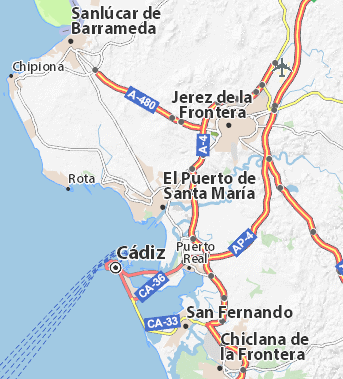 Sanlúcar de
Barrameda
Chipiona
A-480
Jerez de la
Frontera
A-4
Rota
El Puerto de
Santa María
Cádiz
Puerto
Real
AP-4
CA-36
CA-33
San Fernando
Chiclana de
la Frontera